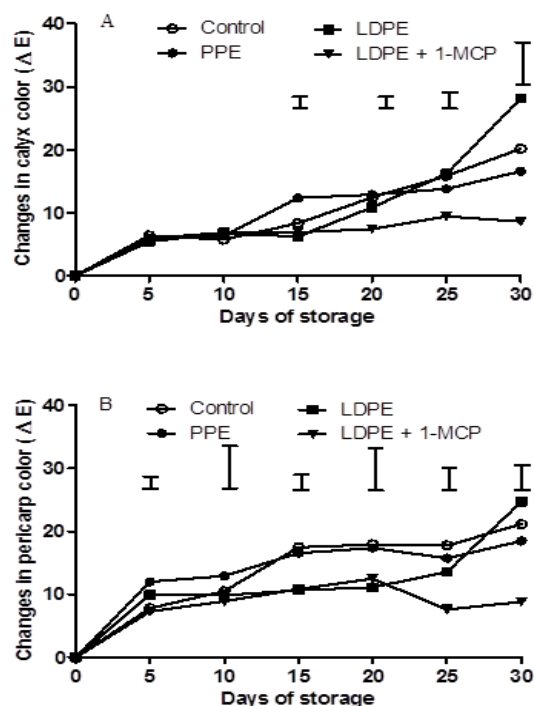 A
Control
LDPE
PPE
LDPE + 1-MCP
Changes in calyx color (Δ E)
40
30
20
10
0
0 5 10 15 20 25 30
Days of storage
B
Control
LDPE
PPE
LDPE + 1-MCP
Changes in pericarp color (Δ E)
40
30
20
10
0
0 5 10 15 20 25 30
Days of storage